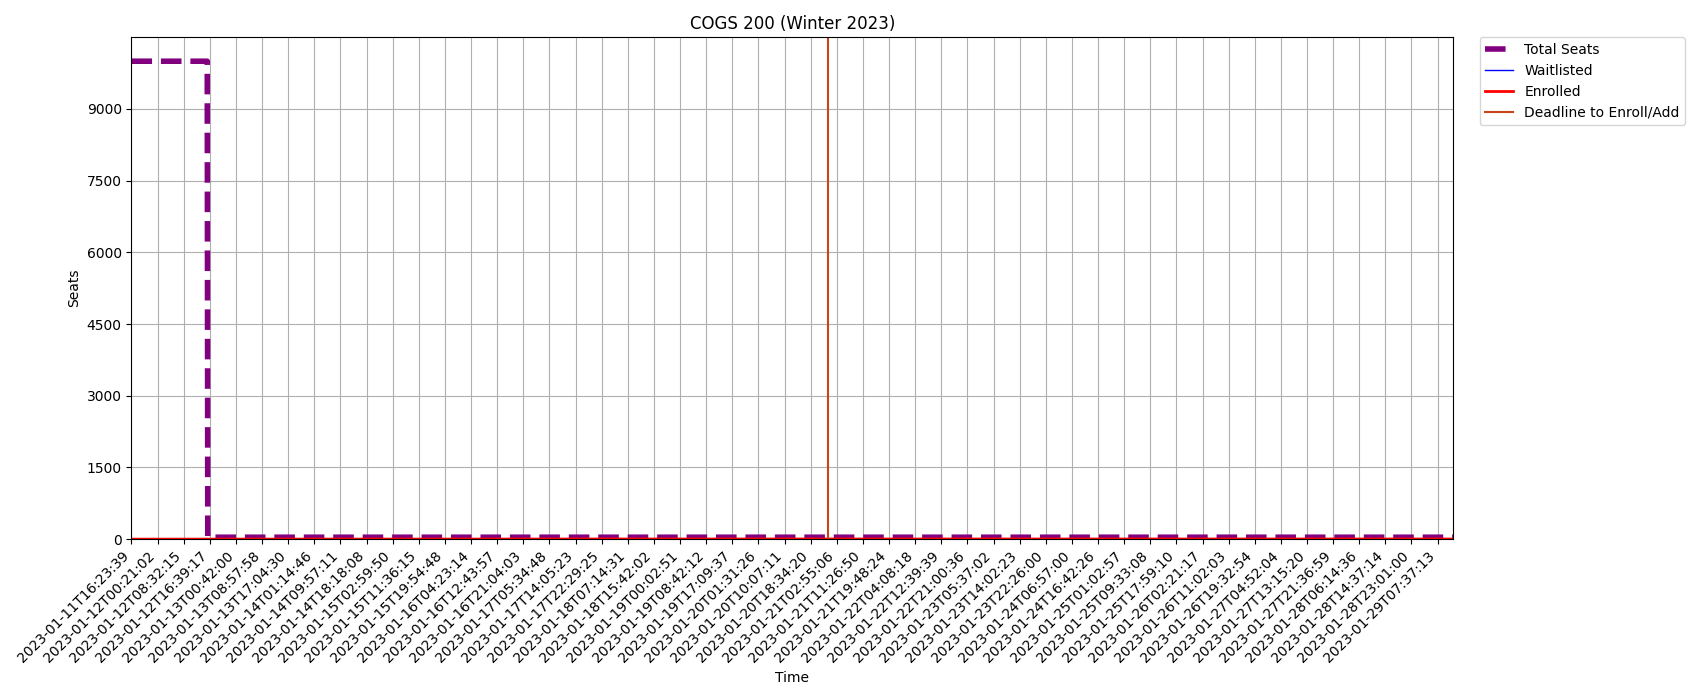 COGS 200 (Winter 2023)
Total Seats
Waitlisted
Enrolled
Deadline to Enroll/Add
9000
7500
6000
4500
3000
1500
0
Seats
2023-01-11T16:23:39
2023-01-12T00:21:02
2023-01-12T08:32:15
2023-01-12T16:39:17
2023-01-13T00:42:00
2023-01-13T08:57:58
2023-01-13T17:04:30
2023-01-14T01:14:46
2023-01-14T09:57:11
2023-01-14T18:18:08
2023-01-15T02:59:50
2023-01-15T11:36:15
2023-01-15T19:54:48
2023-01-16T04:23:14
2023-01-16T12:43:57
2023-01-16T21:04:03
2023-01-17T05:34:48
2023-01-17T14:05:23
2023-01-17T22:29:25
2023-01-18T07:14:31
2023-01-18T15:42:02
2023-01-19T00:02:51
2023-01-19T08:42:12
2023-01-19T17:09:37
2023-01-20T01:31:26
2023-01-20T10:07:11
2023-01-20T18:34:20
2023-01-21T02:55:06
2023-01-21T11:26:50
2023-01-21T19:48:24
2023-01-22T04:08:18
2023-01-22T12:39:39
2023-01-22T21:00:36
2023-01-23T05:37:02
2023-01-23T14:02:23
2023-01-23T22:26:00
2023-01-24T06:57:00
2023-01-24T16:42:26
2023-01-25T01:02:57
2023-01-25T09:33:08
2023-01-25T17:59:10
2023-01-26T02:21:17
2023-01-26T11:02:03
2023-01-26T19:32:54
2023-01-27T04:52:04
2023-01-27T13:15:20
2023-01-27T21:36:59
2023-01-28T06:14:36
2023-01-28T14:37:14
2023-01-28T23:01:00
2023-01-29T07:37:13
Time